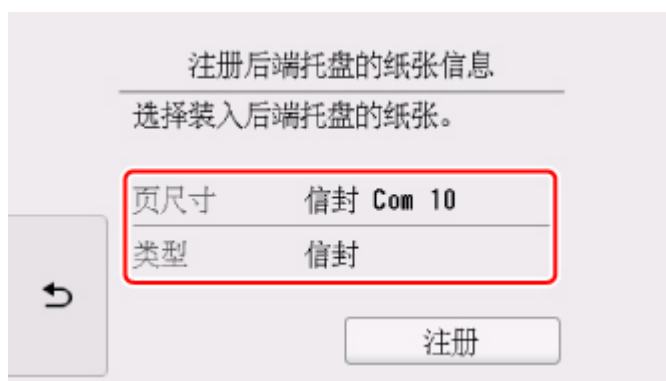 注册后端托盘的纸张信息
选择装入后端托盘的纸张。
页尺寸 信封 Com 10
类型 信封
注册